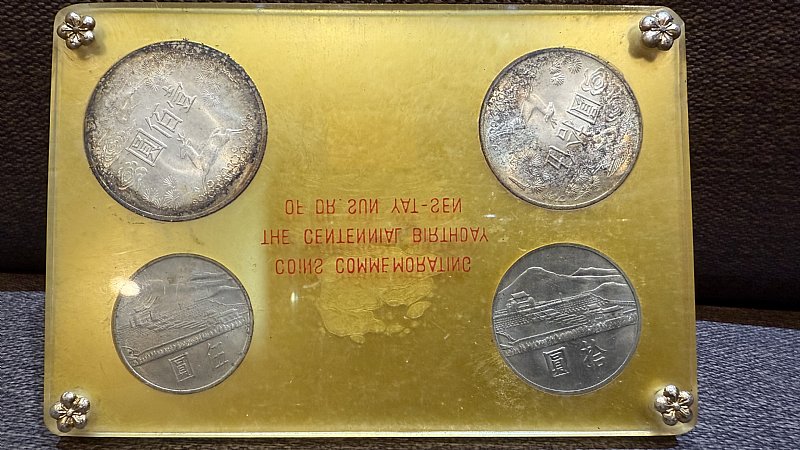 COINS COMMEMORATING
THE CENTENNIAL BIRTHDAY
OF DR. SUN YAT-SEN
伍圓
拾圓
壹佰圓
伍拾圓